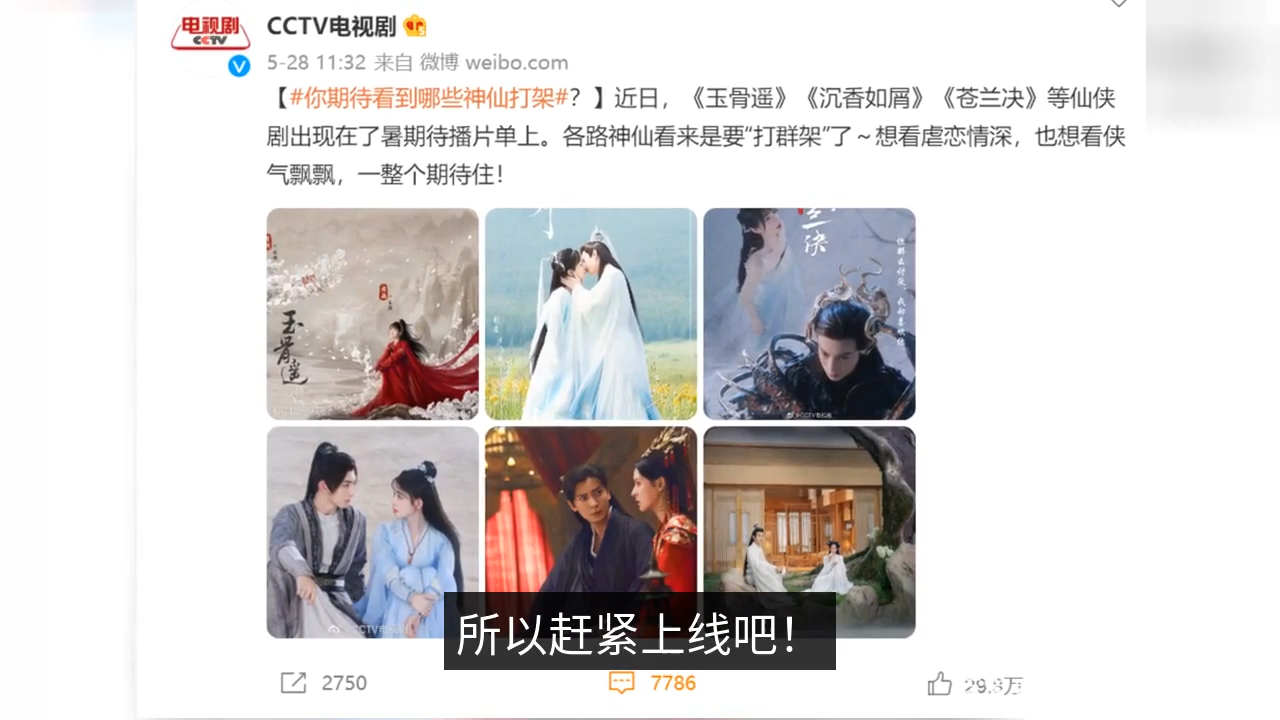 电视剧
CCTV
CCTV电视剧
5-28 11:32 来自 微博 weibo.com
【#你期待看到哪些神仙打架#？】近日，《玉骨遥》《沉香如屑》《苍兰决》等仙侠
剧出现在了暑期待播片单上。各路神仙看来是要“打群架”了～想看虐恋情深，也想看侠
气飘飘，一整个期待住！
玉骨遥
所以赶紧上线吧！
2750
7786
29.9万